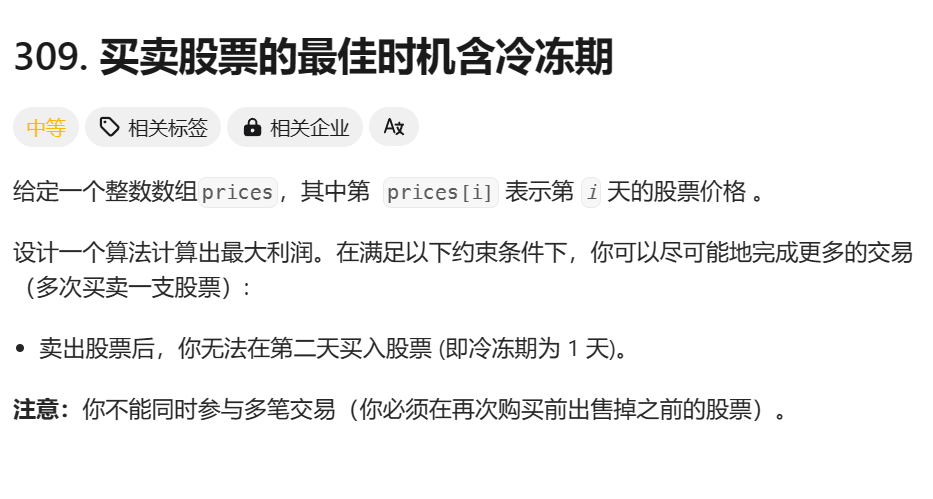 309. 买卖股票的最佳时机含冷冻期
中等 相关标签 相关企业 A文
给定一个整数数组prices，其中第 prices[i] 表示第 i 天的股票价格 。
设计一个算法计算出最大利润。在满足以下约束条件下，你可以尽可能地完成更多的交易
（多次买卖一支股票）:
• 卖出股票后，你无法在第二天买入股票 (即冷冻期为 1 天)。
注意：你不能同时参与多笔交易（你必须在再次购买前出售掉之前的股票）。